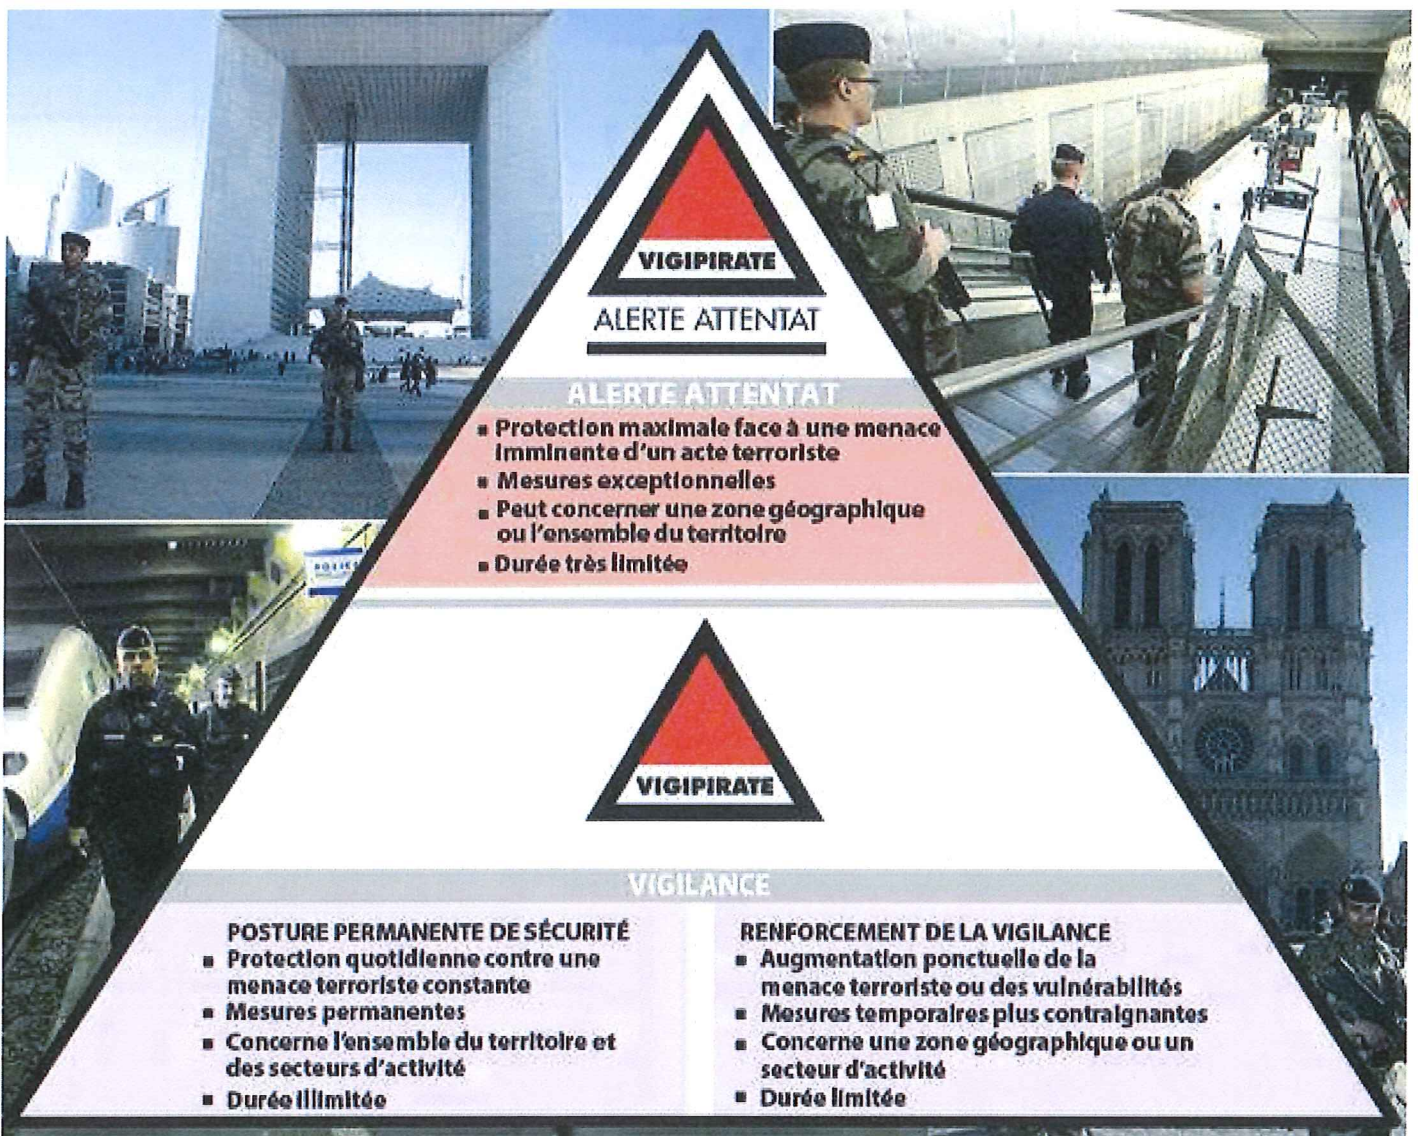 VIGIPIRATE
ALERTE ATTENTAT
ALERTE ATTENTAT
▪ Protection maximale face à une menace
imminente d'un acte terroriste
▪ Mesures exceptionnelles
▪ Peut concerner une zone géographique
ou l'ensemble du territoire
▪ Durée très limitée
POLICE
VIGIPIRATE
VIGILANCE
POSTURE PERMANENTE DE SÉCURITÉ
▪ Protection quotidienne contre une
menace terroriste constante
▪ Mesures permanentes
▪ Concerne l'ensemble du territoire et
des secteurs d'activité
▪ Durée illimitée
RENFORCEMENT DE LA VIGILANCE
▪ Augmentation ponctuelle de la
menace terroriste ou des vulnérabilités
▪ Mesures temporaires plus contraignantes
▪ Concerne une zone géographique ou un
secteur d'activité
▪ Durée limitée